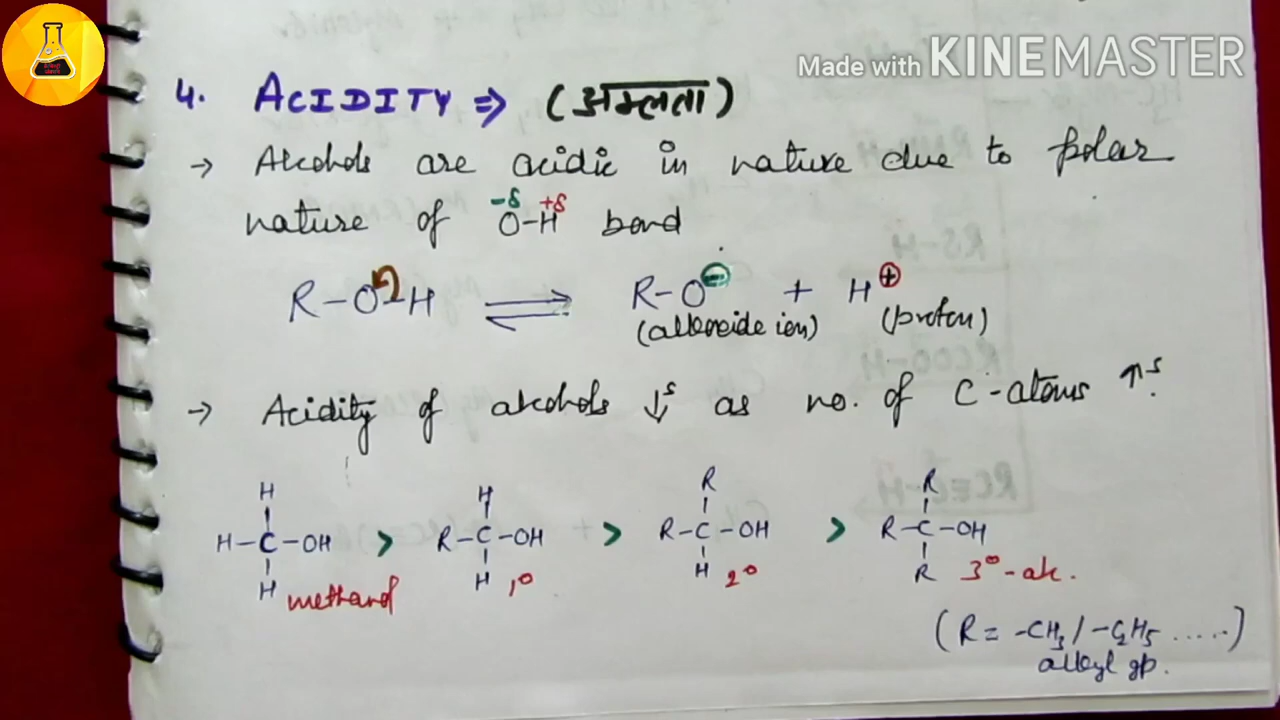 Made with KINEMASTER
4. ACIDITY ⇒ (अम्लता)
→ Alcohols are acidic in nature due to polar
-δ +δ
nature of O-H bond
R-O-H ⇌ R-O⊖ + H⊕
(alkoxide ion) (proton)
→ Acidity of alcohols ↓s as no. of C-atoms ↑s.
H H R R
H-C-OH > R-C-OH > R-C-OH > R-C-OH
H methanol H 1° H 2° R 3°-alc.
(R = -CH3 / -C2H5 .....)
alkyl gp.